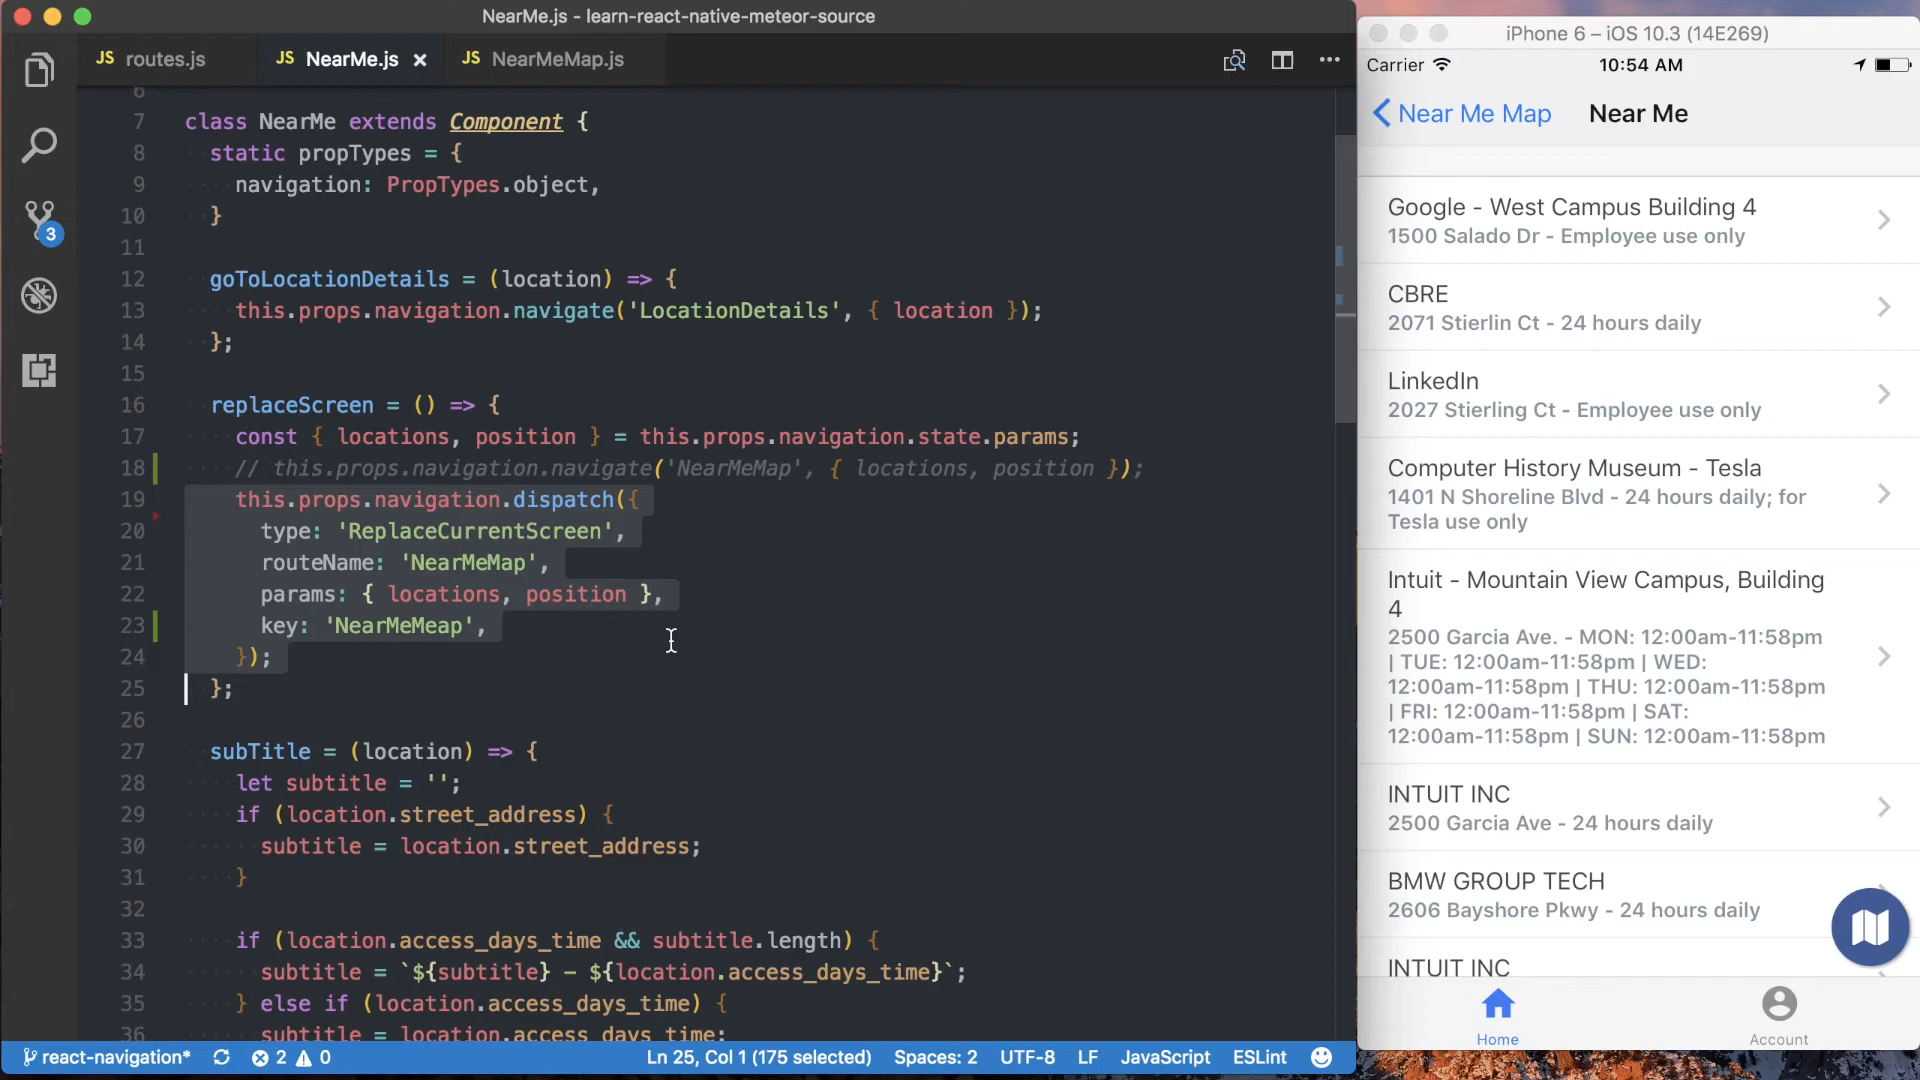 NearMe.js - learn-react-native-meteor-source
JS routes.js
JS NearMe.js
JS NearMeMap.js
3
6
7 class NearMe extends Component {
8 static propTypes = {
9 navigation: PropTypes.object,
10 }
11
12 goToLocationDetails = (location) => {
13 this.props.navigation.navigate('LocationDetails', { location });
14 };
15
16 replaceScreen = () => {
17 const { locations, position } = this.props.navigation.state.params;
18 // this.props.navigation.navigate('NearMeMap', { locations, position });
19 this.props.navigation.dispatch({
20 type: 'ReplaceCurrentScreen',
21 routeName: 'NearMeMap',
22 params: { locations, position },
23 key: 'NearMeMeap',
24 });
25 };
26
27 subTitle = (location) => {
28 let subtitle = '';
29 if (location.street_address) {
30 subtitle = location.street_address;
31 }
32
33 if (location.access_days_time && subtitle.length) {
34 subtitle = `${subtitle} - ${location.access_days_time}`;
35 } else if (location.access_days_time) {
36 subtitle = location.access_days_time;
react-navigation* 2 0 Ln 25, Col 1 (175 selected) Spaces: 2 UTF-8 LF JavaScript ESLint
iPhone 6 – iOS 10.3 (14E269)
Carrier 10:54 AM
Near Me Map Near Me
Google - West Campus Building 4
1500 Salado Dr - Employee use only
CBRE
2071 Stierlin Ct - 24 hours daily
LinkedIn
2027 Stierling Ct - Employee use only
Computer History Museum - Tesla
1401 N Shoreline Blvd - 24 hours daily; for
Tesla use only
Intuit - Mountain View Campus, Building
4
2500 Garcia Ave. - MON: 12:00am-11:58pm
| TUE: 12:00am-11:58pm | WED:
12:00am-11:58pm | THU: 12:00am-11:58pm
| FRI: 12:00am-11:58pm | SAT:
12:00am-11:58pm | SUN: 12:00am-11:58pm
INTUIT INC
2500 Garcia Ave - 24 hours daily
BMW GROUP TECH
2606 Bayshore Pkwy - 24 hours daily
INTUIT INC
Home
Account